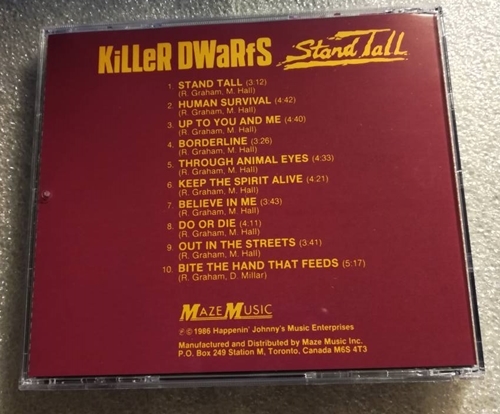 KiLLeR DWaRfS Stand Tall
1. STAND TALL (3:12)
(R. Graham, M. Hall)
2. HUMAN SURVIVAL (4:42)
(R. Graham, M. Hall)
3. UP TO YOU AND ME (4:40)
(R. Graham, M. Hall)
4. BORDERLINE (3:26)
(R. Graham, M. Hall)
5. THROUGH ANIMAL EYES (4:33)
(R. Graham, M. Hall)
6. KEEP THE SPIRIT ALIVE (4:21)
(R. Graham, M. Hall)
7. BELIEVE IN ME (3:43)
(R. Graham, M. Hall)
8. DO OR DIE (4:11)
(R. Graham, M. Hall)
9. OUT IN THE STREETS (3:41)
(R. Graham, M. Hall)
10. BITE THE HAND THAT FEEDS (5:17)
(R. Graham, D. Millar)
MAZE MUSIC
℗ © 1986 Happenin' Johnny's Music Enterprises
Manufactured and Distributed by Maze Music Inc.
P.O. Box 249 Station M, Toronto, Canada M6S 4T3